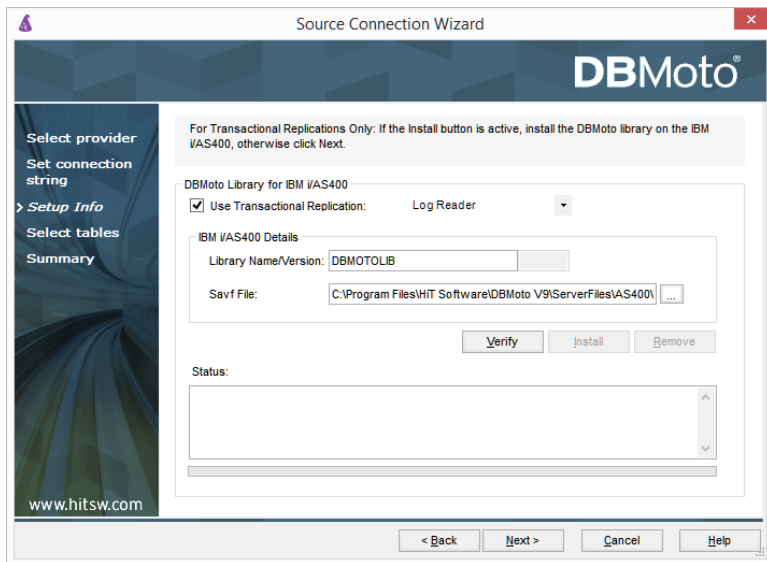 Source Connection Wizard
DBMoto®
Select provider
Set connection
string
Setup Info
Select tables
Summary
www.hitsw.com
For Transactional Replications Only: If the Install button is active, install the DBMoto library on the IBM
i/AS400, otherwise click Next.
DBMoto Library for IBM i/AS400
Use Transactional Replication:
Log Reader
IBM i/AS400 Details
Library Name/Version:
DBMOTOLIB
Savf File:
C:\Program Files\HiT Software\DBMoto V9\ServerFiles\AS400\
...
Verify
Install
Remove
Status:
< Back
Next >
Cancel
Help